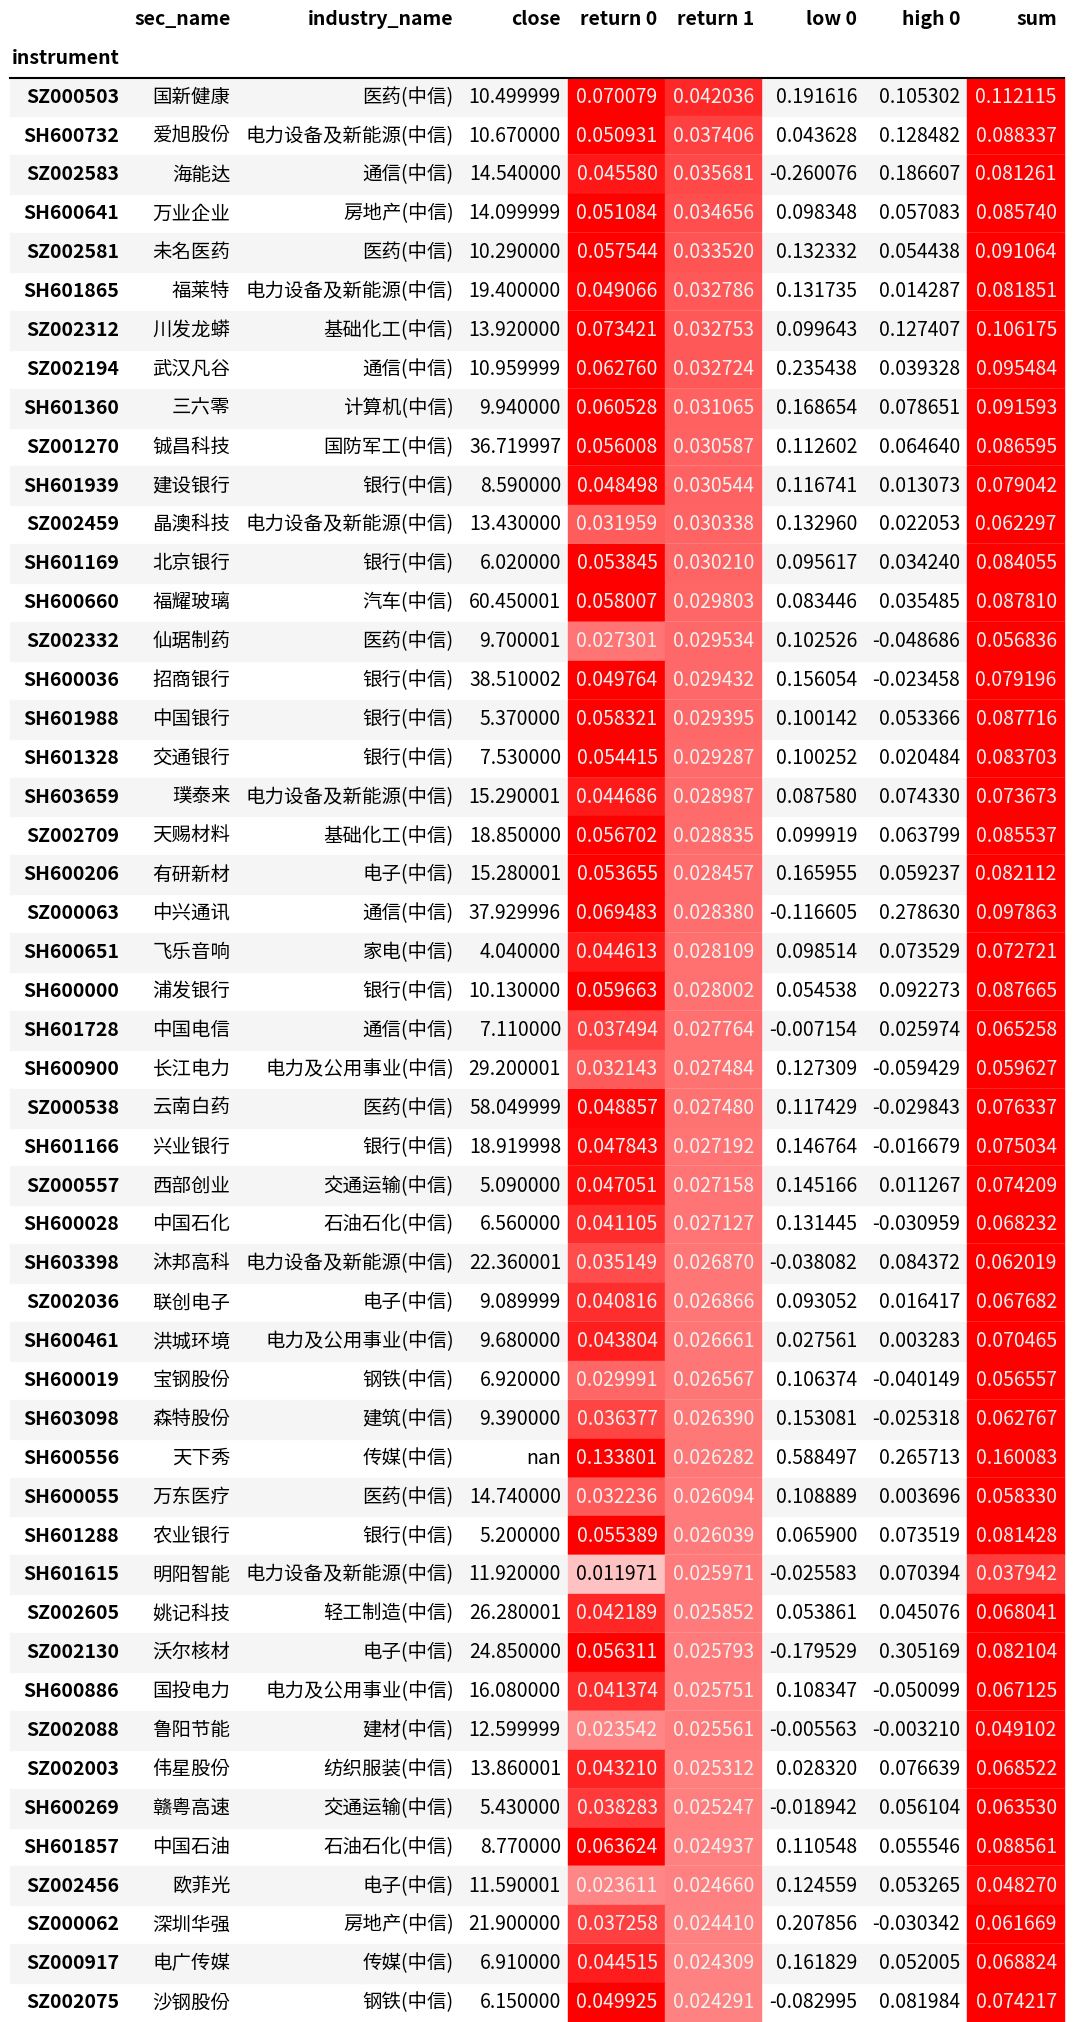 sec_name industry_name close return 0 return 1 low 0 high 0 sum
instrument
SZ000503 国新健康 医药(中信) 10.499999 0.070079 0.042036 0.191616 0.105302 0.112115
SH600732 爱旭股份 电力设备及新能源(中信) 10.670000 0.050931 0.037406 0.043628 0.128482 0.088337
SZ002583 海能达 通信(中信) 14.540000 0.045580 0.035681 -0.260076 0.186607 0.081261
SH600641 万业企业 房地产(中信) 14.099999 0.051084 0.034656 0.098348 0.057083 0.085740
SZ002581 未名医药 医药(中信) 10.290000 0.057544 0.033520 0.132332 0.054438 0.091064
SH601865 福莱特 电力设备及新能源(中信) 19.400000 0.049066 0.032786 0.131735 0.014287 0.081851
SZ002312 川发龙蟒 基础化工(中信) 13.920000 0.073421 0.032753 0.099643 0.127407 0.106175
SZ002194 武汉凡谷 通信(中信) 10.959999 0.062760 0.032724 0.235438 0.039328 0.095484
SH601360 三六零 计算机(中信) 9.940000 0.060528 0.031065 0.168654 0.078651 0.091593
SZ001270 铖昌科技 国防军工(中信) 36.719997 0.056008 0.030587 0.112602 0.064640 0.086595
SH601939 建设银行 银行(中信) 8.590000 0.048498 0.030544 0.116741 0.013073 0.079042
SZ002459 晶澳科技 电力设备及新能源(中信) 13.430000 0.031959 0.030338 0.132960 0.022053 0.062297
SH601169 北京银行 银行(中信) 6.020000 0.053845 0.030210 0.095617 0.034240 0.084055
SH600660 福耀玻璃 汽车(中信) 60.450001 0.058007 0.029803 0.083446 0.035485 0.087810
SZ002332 仙琚制药 医药(中信) 9.700001 0.027301 0.029534 0.102526 -0.048686 0.056836
SH600036 招商银行 银行(中信) 38.510002 0.049764 0.029432 0.156054 -0.023458 0.079196
SH601988 中国银行 银行(中信) 5.370000 0.058321 0.029395 0.100142 0.053366 0.087716
SH601328 交通银行 银行(中信) 7.530000 0.054415 0.029287 0.100252 0.020484 0.083703
SH603659 璞泰来 电力设备及新能源(中信) 15.290001 0.044686 0.028987 0.087580 0.074330 0.073673
SZ002709 天赐材料 基础化工(中信) 18.850000 0.056702 0.028835 0.099919 0.063799 0.085537
SH600206 有研新材 电子(中信) 15.280001 0.053655 0.028457 0.165955 0.059237 0.082112
SZ000063 中兴通讯 通信(中信) 37.929996 0.069483 0.028380 -0.116605 0.278630 0.097863
SH600651 飞乐音响 家电(中信) 4.040000 0.044613 0.028109 0.098514 0.073529 0.072721
SH600000 浦发银行 银行(中信) 10.130000 0.059663 0.028002 0.054538 0.092273 0.087665
SH601728 中国电信 通信(中信) 7.110000 0.037494 0.027764 -0.007154 0.025974 0.065258
SH600900 长江电力 电力及公用事业(中信) 29.200001 0.032143 0.027484 0.127309 -0.059429 0.059627
SZ000538 云南白药 医药(中信) 58.049999 0.048857 0.027480 0.117429 -0.029843 0.076337
SH601166 兴业银行 银行(中信) 18.919998 0.047843 0.027192 0.146764 -0.016679 0.075034
SZ000557 西部创业 交通运输(中信) 5.090000 0.047051 0.027158 0.145166 0.011267 0.074209
SH600028 中国石化 石油石化(中信) 6.560000 0.041105 0.027127 0.131445 -0.030959 0.068232
SH603398 沐邦高科 电力设备及新能源(中信) 22.360001 0.035149 0.026870 -0.038082 0.084372 0.062019
SZ002036 联创电子 电子(中信) 9.089999 0.040816 0.026866 0.093052 0.016417 0.067682
SH600461 洪城环境 电力及公用事业(中信) 9.680000 0.043804 0.026661 0.027561 0.003283 0.070465
SH600019 宝钢股份 钢铁(中信) 6.920000 0.029991 0.026567 0.106374 -0.040149 0.056557
SH603098 森特股份 建筑(中信) 9.390000 0.036377 0.026390 0.153081 -0.025318 0.062767
SH600556 天下秀 传媒(中信) nan 0.133801 0.026282 0.588497 0.265713 0.160083
SH600055 万东医疗 医药(中信) 14.740000 0.032236 0.026094 0.108889 0.003696 0.058330
SH601288 农业银行 银行(中信) 5.200000 0.055389 0.026039 0.065900 0.073519 0.081428
SH601615 明阳智能 电力设备及新能源(中信) 11.920000 0.011971 0.025971 -0.025583 0.070394 0.037942
SZ002605 姚记科技 轻工制造(中信) 26.280001 0.042189 0.025852 0.053861 0.045076 0.068041
SZ002130 沃尔核材 电子(中信) 24.850000 0.056311 0.025793 -0.179529 0.305169 0.082104
SH600886 国投电力 电力及公用事业(中信) 16.080000 0.041374 0.025751 0.108347 -0.050099 0.067125
SZ002088 鲁阳节能 建材(中信) 12.599999 0.023542 0.025561 -0.005563 -0.003210 0.049102
SZ002003 伟星股份 纺织服装(中信) 13.860001 0.043210 0.025312 0.028320 0.076639 0.068522
SH600269 赣粤高速 交通运输(中信) 5.430000 0.038283 0.025247 -0.018942 0.056104 0.063530
SH601857 中国石油 石油石化(中信) 8.770000 0.063624 0.024937 0.110548 0.055546 0.088561
SZ002456 欧菲光 电子(中信) 11.590001 0.023611 0.024660 0.124559 0.053265 0.048270
SZ000062 深圳华强 房地产(中信) 21.900000 0.037258 0.024410 0.207856 -0.030342 0.061669
SZ000917 电广传媒 传媒(中信) 6.910000 0.044515 0.024309 0.161829 0.052005 0.068824
SZ002075 沙钢股份 钢铁(中信) 6.150000 0.049925 0.024291 -0.082995 0.081984 0.074217